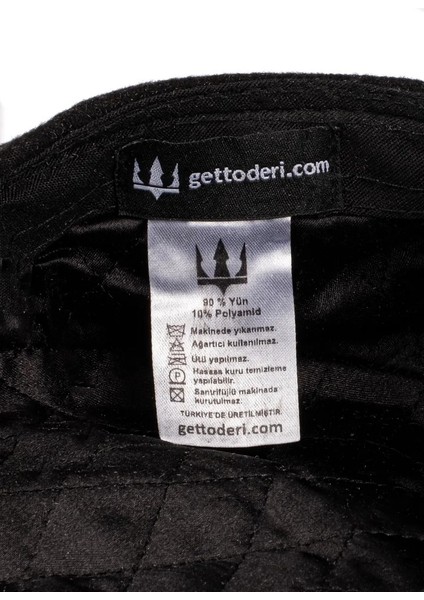 gettoderi.com
90 % Yün
10% Polyamid
Makinede yıkanmaz.
Ağartıcı kullanılmaz.
Ütü yapılmaz.
P
Hassas kuru temizleme
yapılabilir.
Santrifüjlü makinada
kurutulmaz.
TÜRKİYE'DE ÜRETİLMİŞTİR.
gettoderi.com